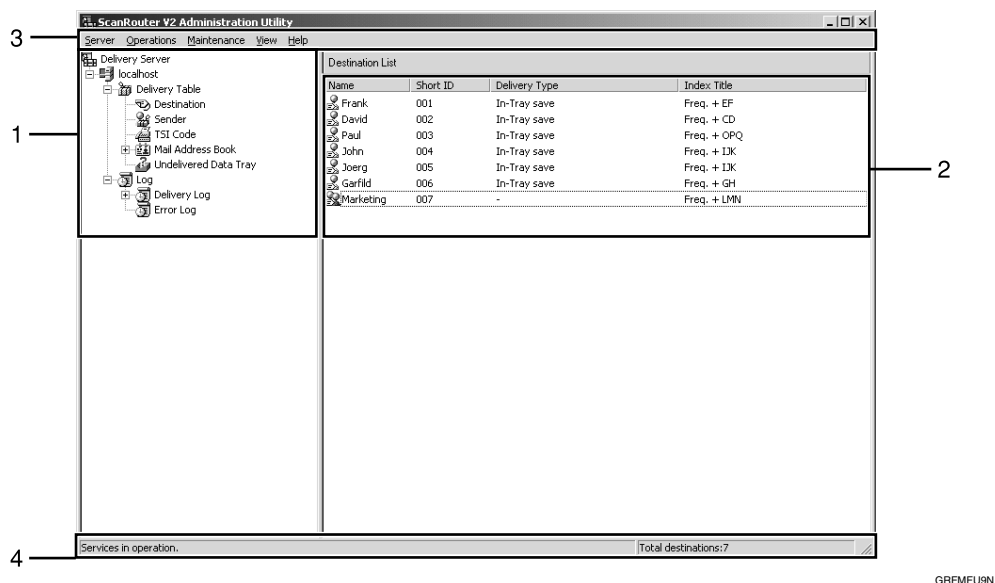 ScanRouter V2 Administration Utility
3
Server Operations Maintenance View Help
Delivery Server
localhost
Delivery Table
Destination
Sender
TSI Code
Mail Address Book
Undelivered Data Tray
Log
Delivery Log
Error Log
1
Destination List
Name Short ID Delivery Type Index Title
Frank 001 In-Tray save Freq. + EF
David 002 In-Tray save Freq. + CD
Paul 003 In-Tray save Freq. + OPQ
John 004 In-Tray save Freq. + IJK
Joerg 005 In-Tray save Freq. + IJK
Garfild 006 In-Tray save Freq. + GH
Marketing 007 - Freq. + LMN
2
Services in operation. Total destinations:7
4
GRFMEU9N